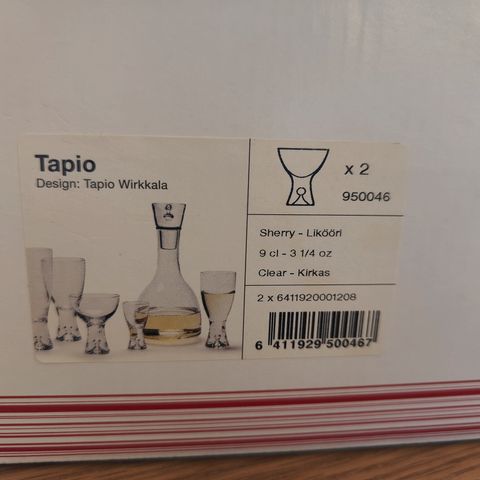 Tapio
Design: Tapio Wirkkala
x 2
950046
Sherry - Likööri
9 cl - 3 1/4 oz
Clear - Kirkas
2 x 6411920001208
6 411929 500467